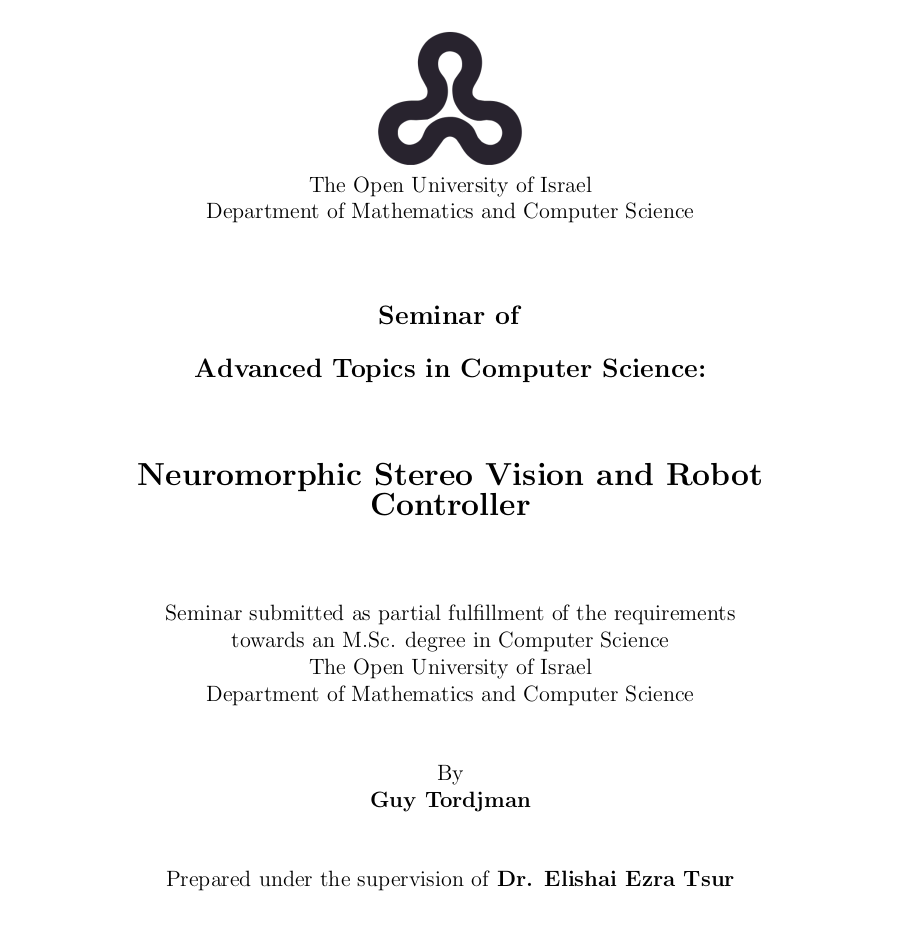 The Open University of Israel
Department of Mathematics and Computer Science
Seminar of
Advanced Topics in Computer Science:
Neuromorphic Stereo Vision and Robot
Controller
Seminar submitted as partial fulfillment of the requirements
towards an M.Sc. degree in Computer Science
The Open University of Israel
Department of Mathematics and Computer Science
By
Guy Tordjman
Prepared under the supervision of Dr. Elishai Ezra Tsur